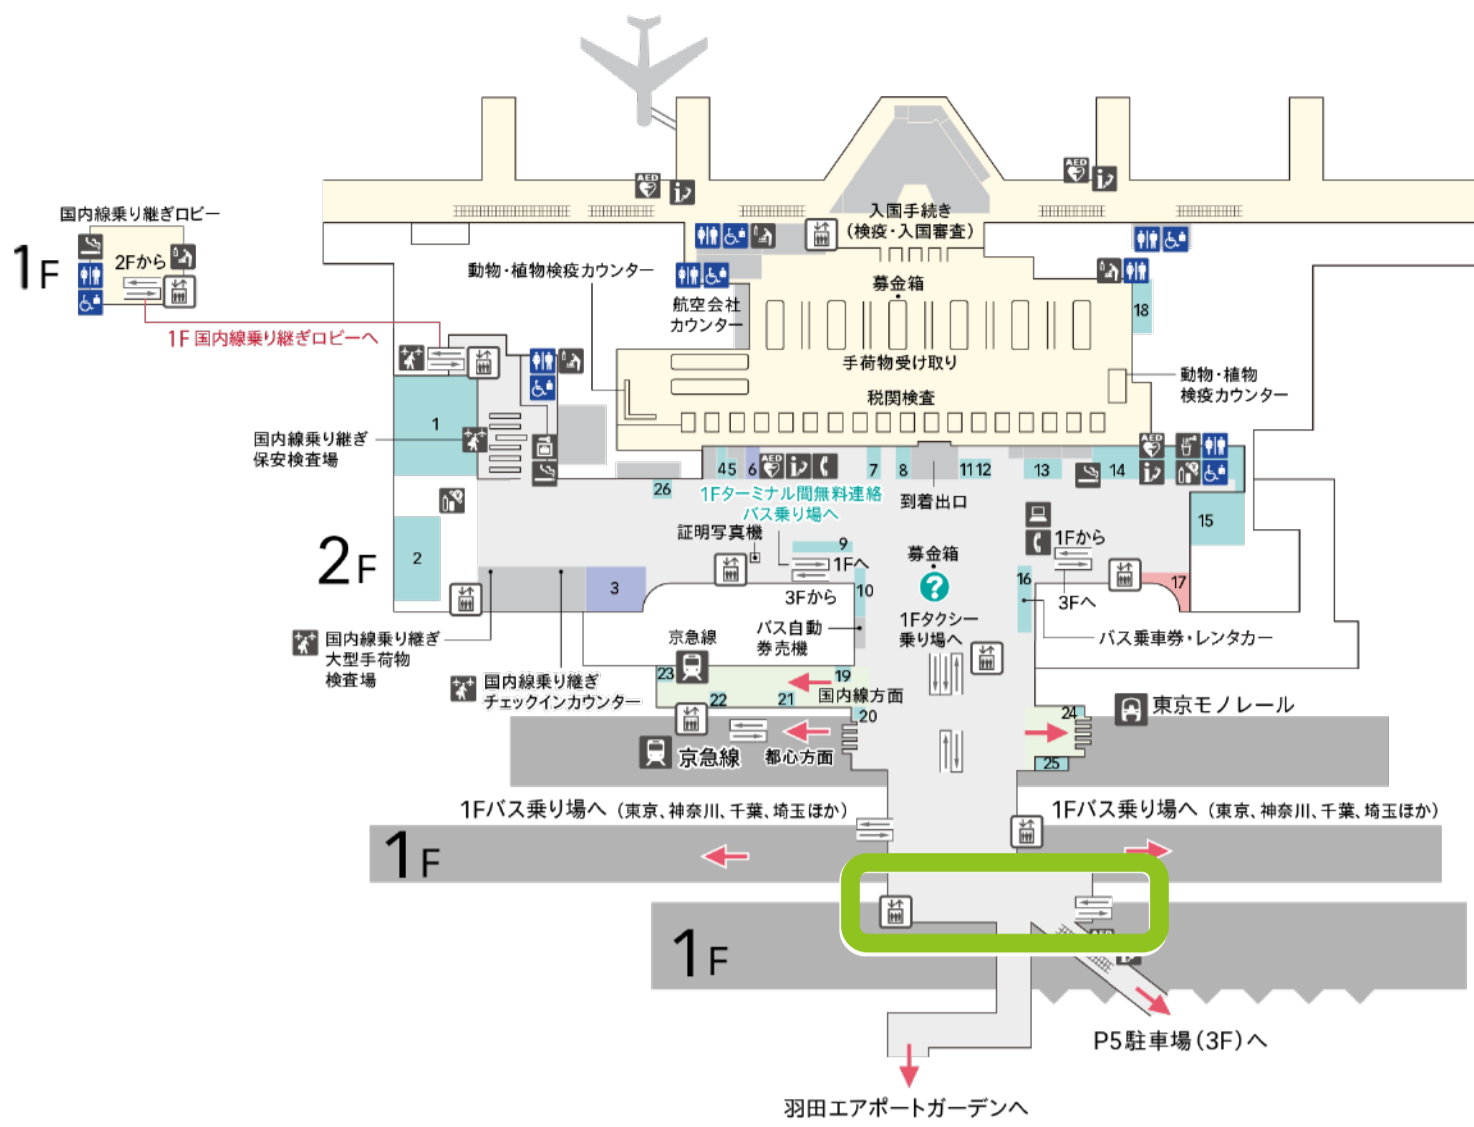 AED
AED
国内線乗り継ぎロビー
1F
2Fから
1F 国内線乗り継ぎロビーへ
入国手続き
(検疫・入国審査)
動物・植物検疫カウンター
航空会社
カウンター
募金箱
18
手荷物受け取り
税関検査
動物・植物
検疫カウンター
1
国内線乗り継ぎ
保安検査場
26
4
5
6
AED
7
8
11
12
13
14
AED
1Fターミナル間無料連絡
バス乗り場へ
到着出口
15
2F
2
証明写真機
9
1Fへ
3Fから
10
募金箱
?
1Fから
3Fへ
16
17
3
1Fタクシー
乗り場へ
バス自動
券売機
バス乗車券・レンタカー
国内線乗り継ぎ
大型手荷物
検査場
京急線
23
19
国内線方面
国内線乗り継ぎ
チェックインカウンター
22
21
20
24
東京モノレール
京急線
都心方面
25
1Fバス乗り場へ(東京、神奈川、千葉、埼玉ほか)
1Fバス乗り場へ(東京、神奈川、千葉、埼玉ほか)
1F
1F
P5駐車場(3F)へ
羽田エアポートガーデンへ